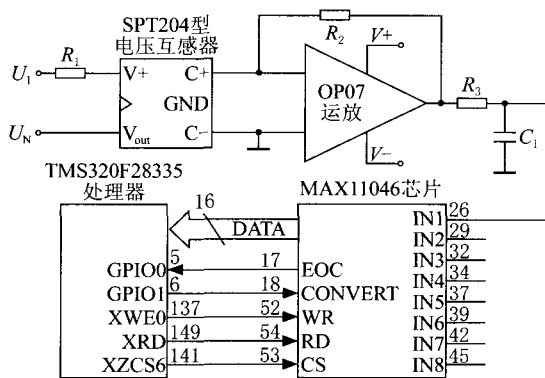 SPT204型
电压互感器
R₁
U₁
V+
C+
GND
U_N
V_out
C−
R₂
V+
OP07
运放
V−
R₃
C₁
TMS320F28335
处理器
MAX11046芯片
16
DATA
5
GPIO0
17
EOC
6
GPIO1
18
CONVERT
137
XWE0
52
WR
149
XRD
54
RD
141
XZCS6
53
CS
IN1 26
IN2 29
IN3 32
IN4 34
IN5 37
IN6 39
IN7 42
IN8 45